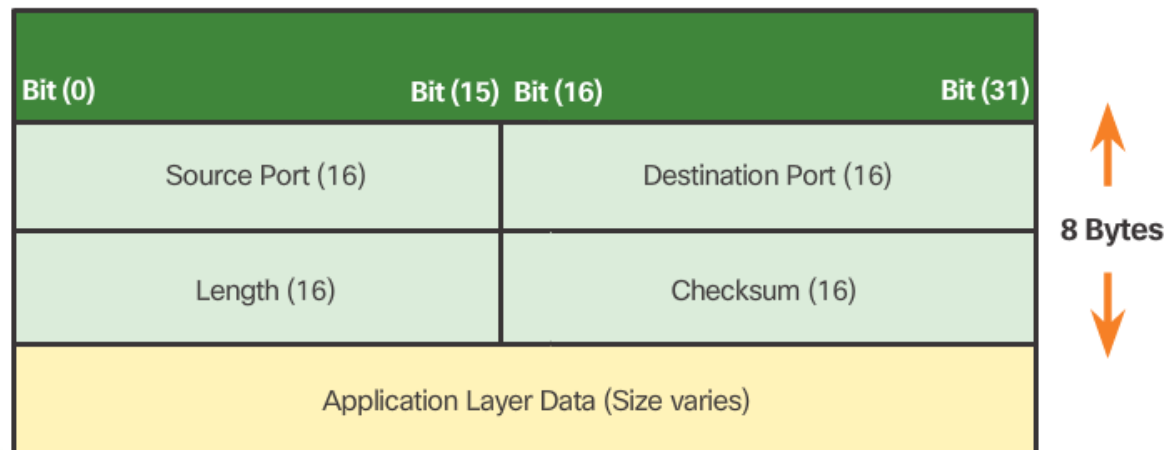 Bit (0) Bit (15) Bit (16) Bit (31)
Source Port (16) Destination Port (16)
8 Bytes
Length (16) Checksum (16)
Application Layer Data (Size varies)